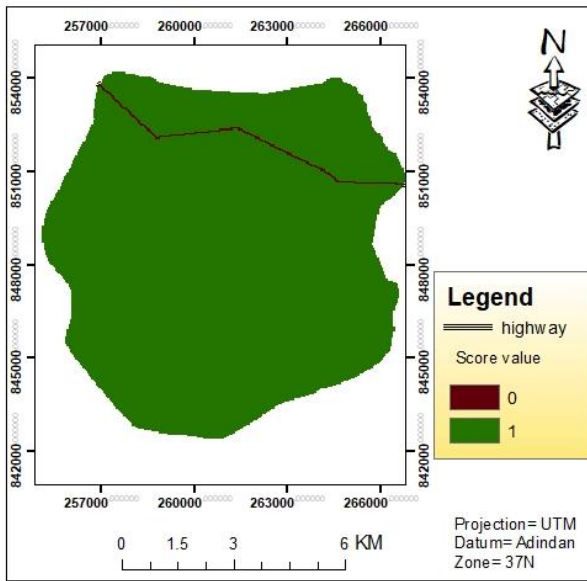 257000 260000 263000 266000
N
854000 854000
851000 851000
848000 848000
845000 845000
842000 842000
Legend
highway
Score value
0
1
257000 260000 263000 266000
0 1.5 3 6 KM
Projection= UTM
Datum= Adindan
Zone= 37N